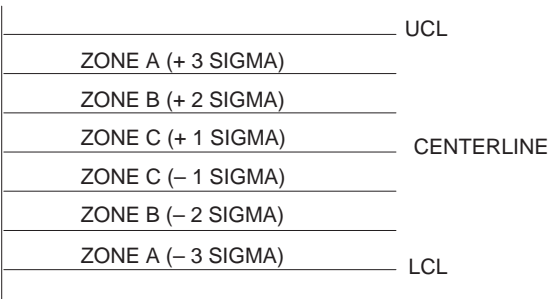 UCL
ZONE A (+ 3 SIGMA)
ZONE B (+ 2 SIGMA)
ZONE C (+ 1 SIGMA)
CENTERLINE
ZONE C (– 1 SIGMA)
ZONE B (– 2 SIGMA)
ZONE A (– 3 SIGMA)
LCL